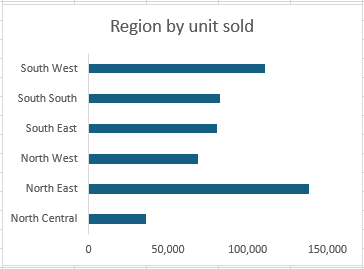 Region by unit sold
South West
South South
South East
North West
North East
North Central
0 50,000 100,000 150,000